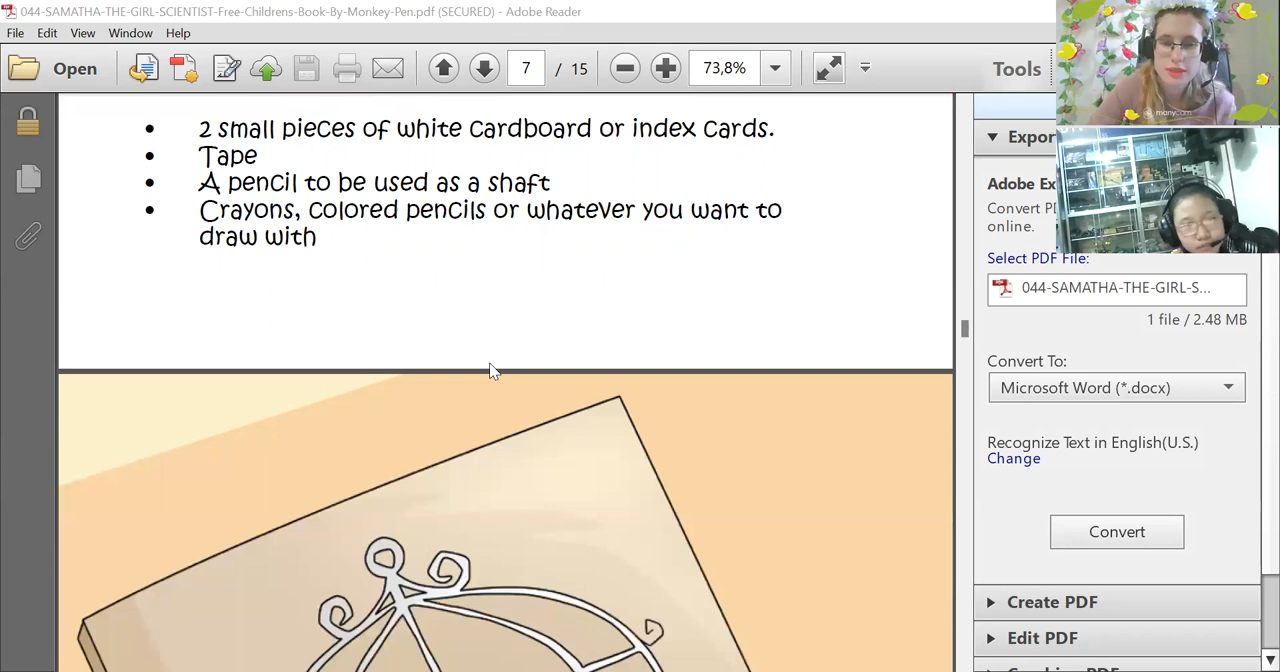 044-SAMATHA-THE-GIRL-SCIENTIST-Free-Childrens-Book-By-Monkey-Pen.pdf (SECURED) - Adobe Reader
File Edit View Window Help
Open 7 / 15 73,8% Tools
• 2 small pieces of white cardboard or index cards.
• Tape
• A pencil to be used as a shaft
• Crayons, colored pencils or whatever you want to
draw with
manycam
Expor
Adobe Ex
Convert PD
online.
Select PDF File:
044-SAMATHA-THE-GIRL-S...
1 file / 2.48 MB
Convert To:
Microsoft Word (*.docx)
Recognize Text in English(U.S.)
Change
Convert
Create PDF
Edit PDF